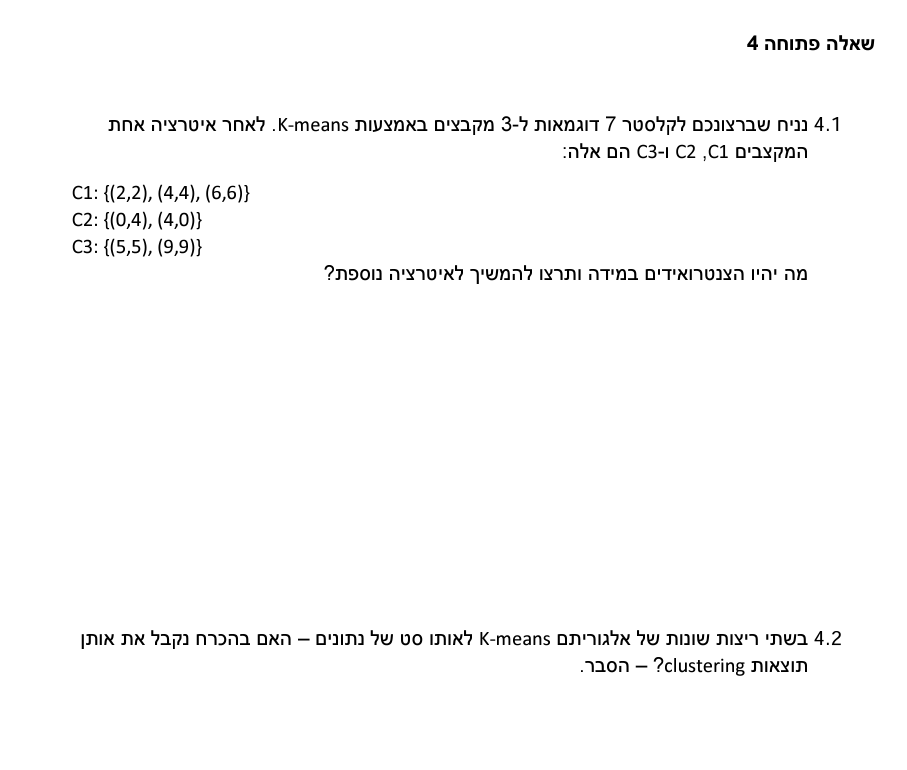 שאלה פתוחה 4
4.1 נניח שברצונכם לקלסטר 7 דוגמאות ל-3 מקבצים באמצעות K-means. לאחר איטרציה אחת
המקצבים C1, C2 ו-C3 הם אלה:
C1: {(2,2), (4,4), (6,6)}
C2: {(0,4), (4,0)}
C3: {(5,5), (9,9)}
מה יהיו הצנטרואידים במידה ותרצו להמשיך לאיטרציה נוספת?
4.2 בשתי ריצות שונות של אלגוריתם K-means לאותו סט של נתונים – האם בהכרח נקבל את אותן
תוצאות clustering? – הסבר.